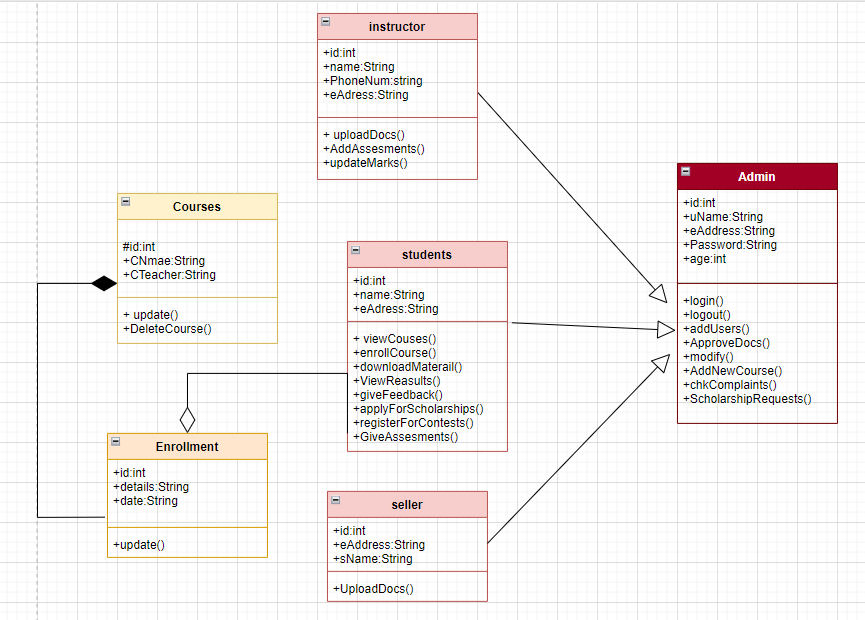 instructor
+id:int
+name:String
+PhoneNum:string
+eAdress:String
+ uploadDocs()
+AddAssesments()
+updateMarks()
Admin
+id:int
+uName:String
+eAddress:String
+Password:String
+age:int
+login()
+logout()
+addUsers()
+ApproveDocs()
+modify()
+AddNewCourse()
+chkComplaints()
+ScholarshipRequests()
Courses
#id:int
+CNmae:String
+CTeacher:String
+ update()
+DeleteCourse()
students
+id:int
+name:String
+eAdress:String
+ viewCouses()
+enrollCourse()
+downloadMaterail()
+ViewReasults()
+giveFeedback()
+applyForScholarships()
+registerForContests()
+GiveAssesments()
Enrollment
+id:int
+details:String
+date:String
+update()
seller
+id:int
+eAddress:String
+sName:String
+UploadDocs()